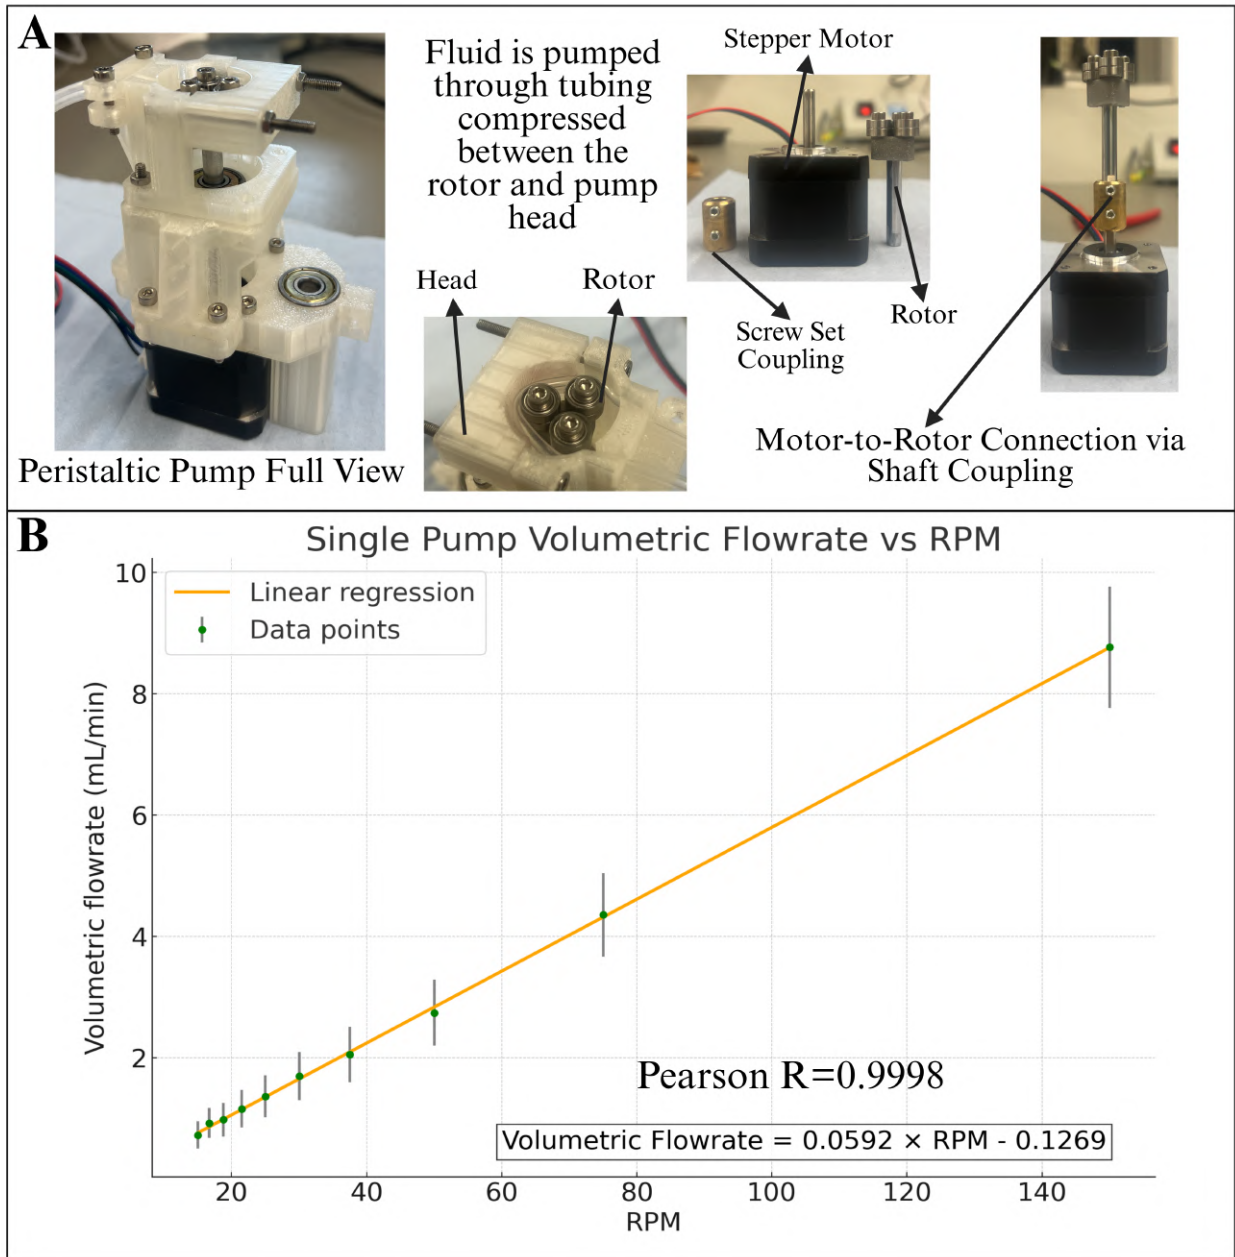 A
Fluid is pumped
through tubing
compressed
between the
rotor and pump
head
Stepper Motor
Head
Rotor
Screw Set
Coupling
Rotor
Peristaltic Pump Full View
Motor-to-Rotor Connection via
Shaft Coupling
B
Single Pump Volumetric Flowrate vs RPM
Linear regression
Data points
Volumetric flowrate (mL/min)
10
8
6
4
2
Pearson R=0.9998
Volumetric Flowrate = 0.0592 × RPM - 0.1269
20 40 60 80 100 120 140
RPM